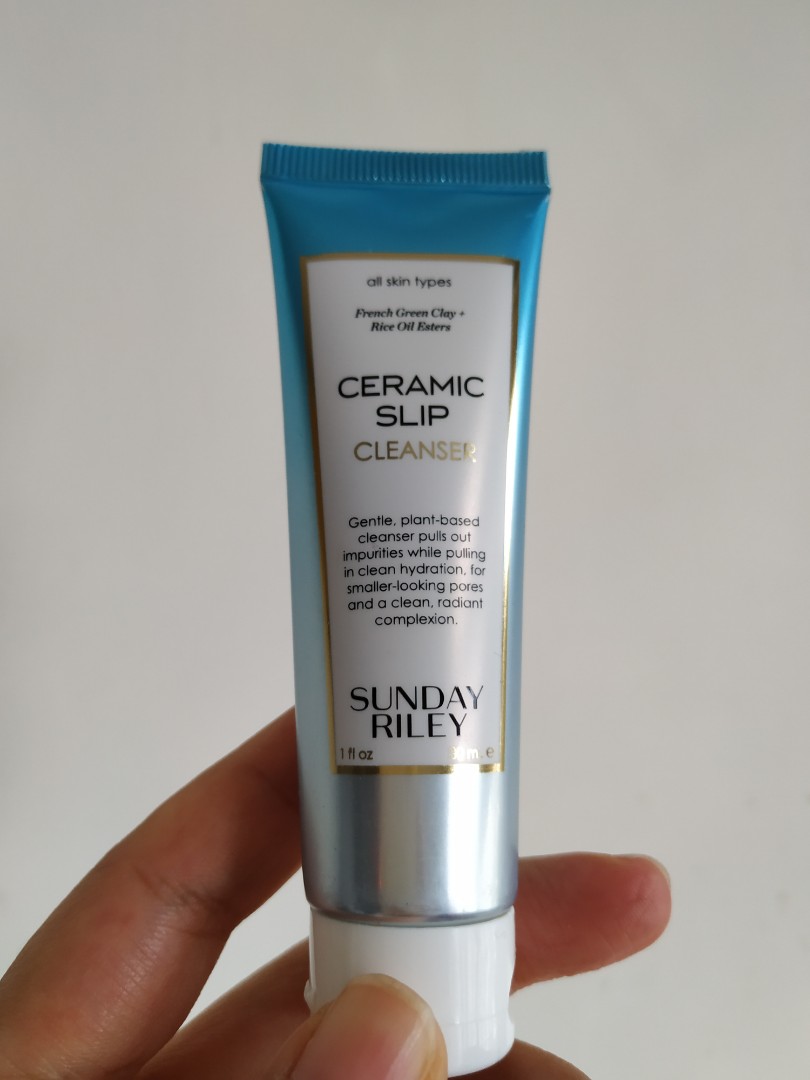 all skin types
French Green Clay +
Rice Oil Esters
CERAMIC
SLIP
CLEANSER
Gentle, plant-based
cleanser pulls out
impurities while pulling
in clean hydration, for
smaller-looking pores
and a clean, radiant
complexion.
SUNDAY
RILEY
1 fl oz e